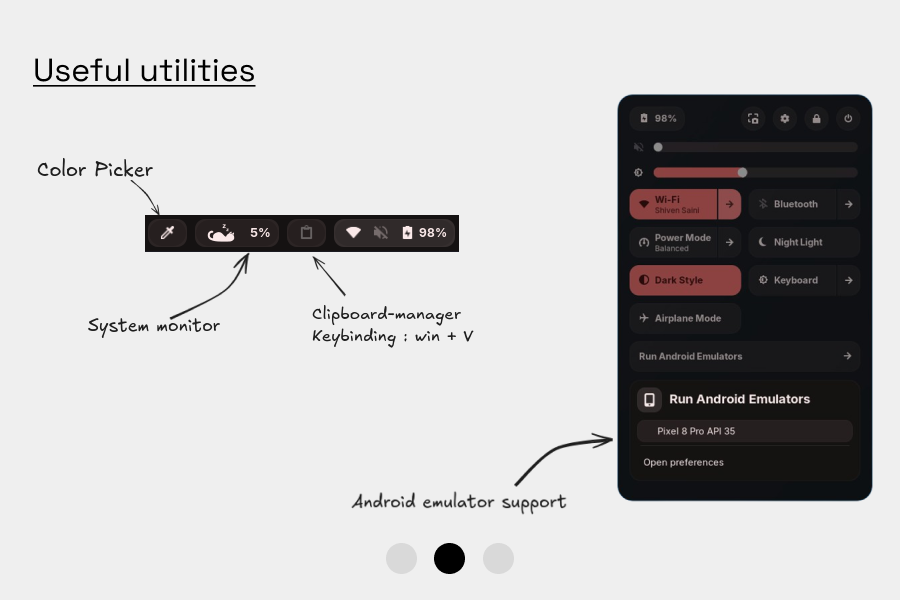 Useful utilities
Color Picker
5%
98%
System monitor
Clipboard-manager
Keybinding : win + V
98%
Wi-Fi
Shiven Saini
Bluetooth
Power Mode
Balanced
Night Light
Dark Style
Keyboard
Airplane Mode
Run Android Emulators
Run Android Emulators
Pixel 8 Pro API 35
Open preferences
Android emulator support